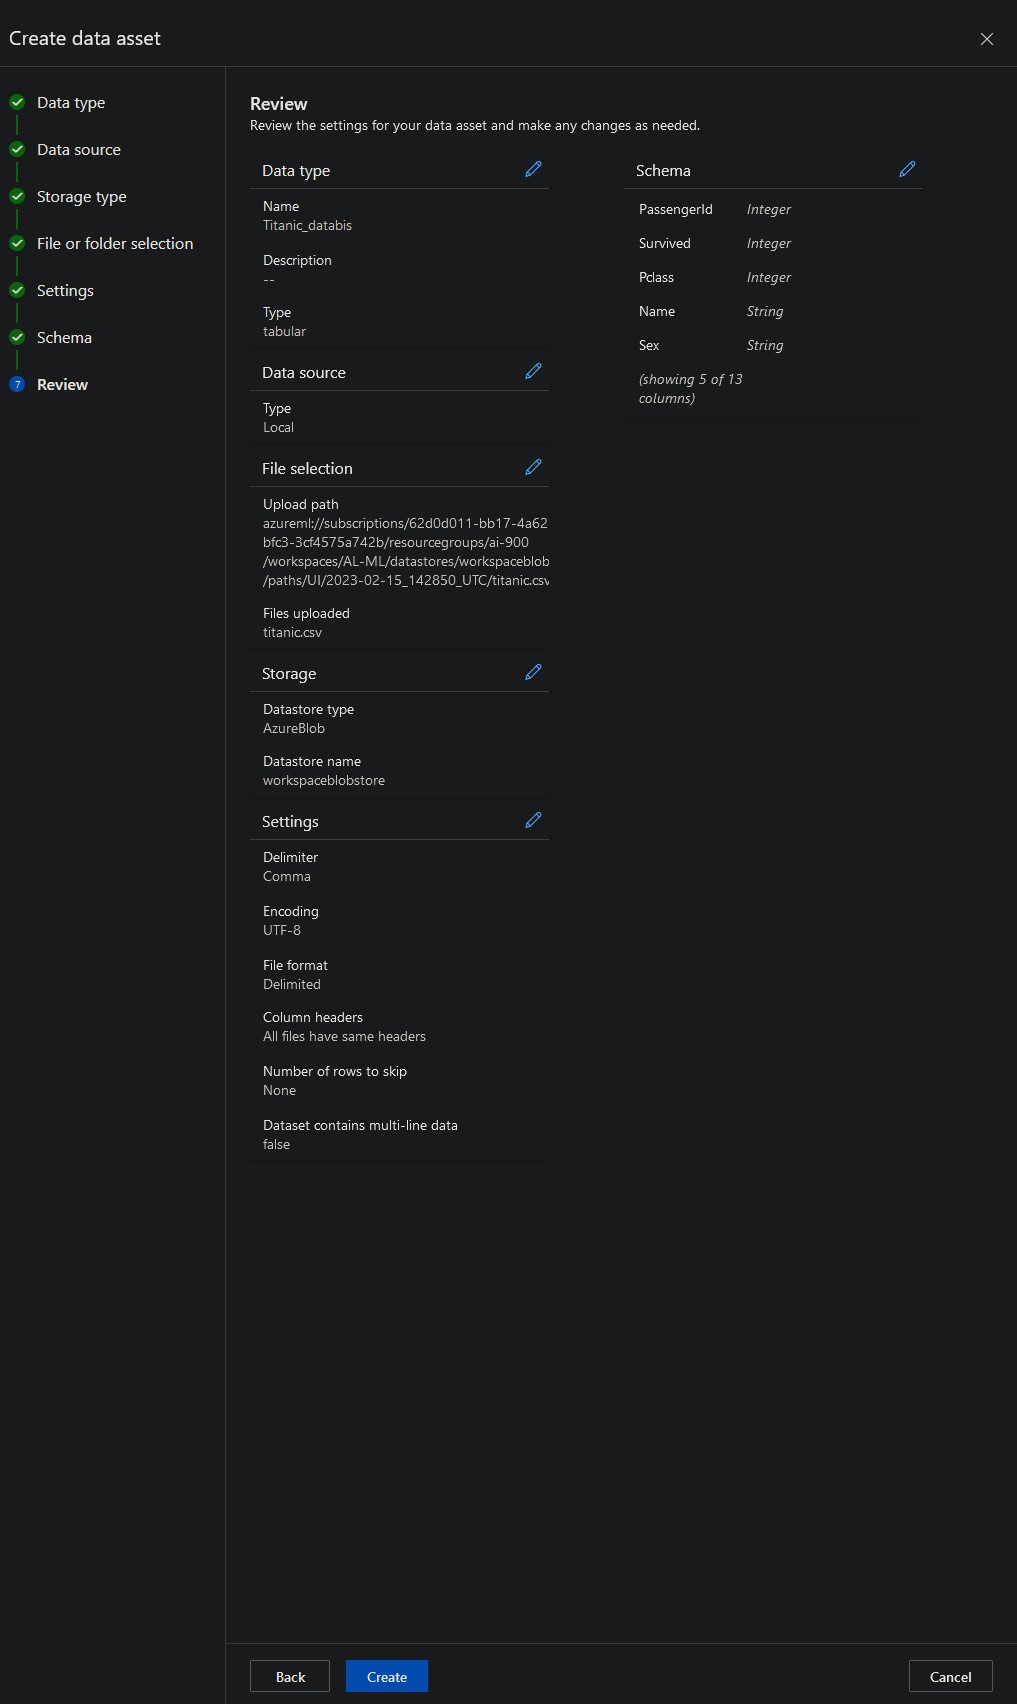 Create data asset
Data type
Data source
Storage type
File or folder selection
Settings
Schema
7 Review
Review
Review the settings for your data asset and make any changes as needed.
Data type
Name
Titanic_databis
Description
--
Type
tabular
Data source
Type
Local
File selection
Upload path
azureml://subscriptions/62d0d011-bb17-4a62
bfc3-3cf4575a742b/resourcegroups/ai-900
/workspaces/AL-ML/datastores/workspaceblob
/paths/UI/2023-02-15_142850_UTC/titanic.csv
Files uploaded
titanic.csv
Storage
Datastore type
AzureBlob
Datastore name
workspaceblobstore
Settings
Delimiter
Comma
Encoding
UTF-8
File format
Delimited
Column headers
All files have same headers
Number of rows to skip
None
Dataset contains multi-line data
false
Schema
PassengerId Integer
Survived Integer
Pclass Integer
Name String
Sex String
(showing 5 of 13
columns)
Back Create Cancel